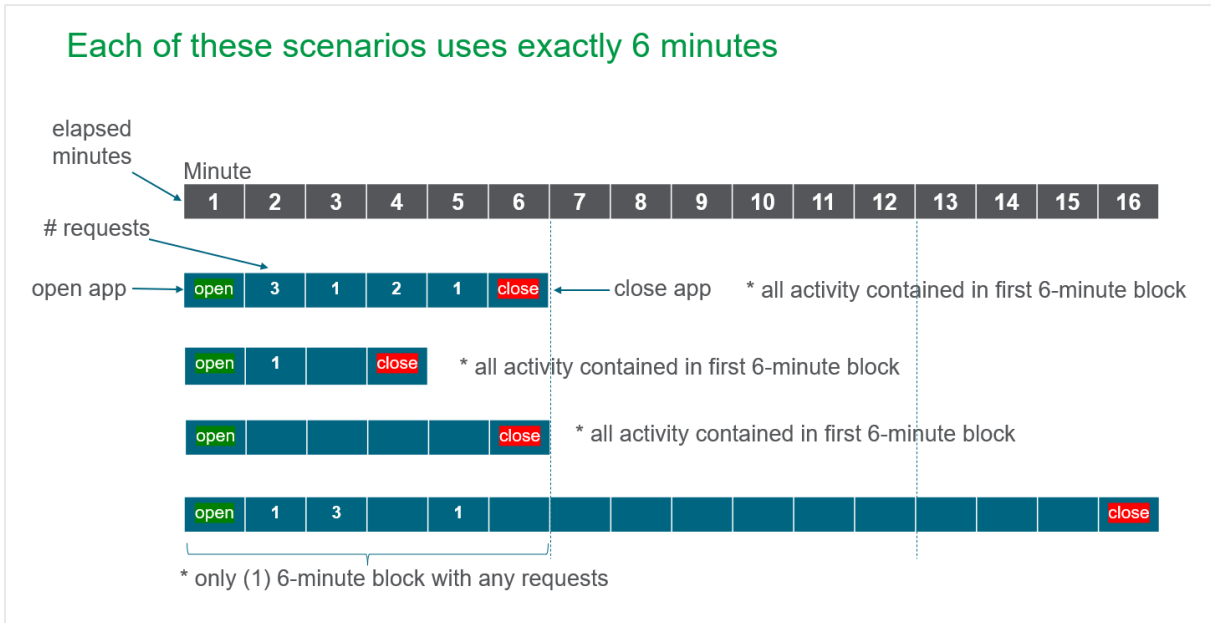 Each of these scenarios uses exactly 6 minutes
elapsed
minutes
Minute
1 2 3 4 5 6 7 8 9 10 11 12 13 14 15 16
# requests
open app
open 3 1 2 1 close
close app
* all activity contained in first 6-minute block
open 1 close
* all activity contained in first 6-minute block
open close
* all activity contained in first 6-minute block
open 1 3 1 close
* only (1) 6-minute block with any requests